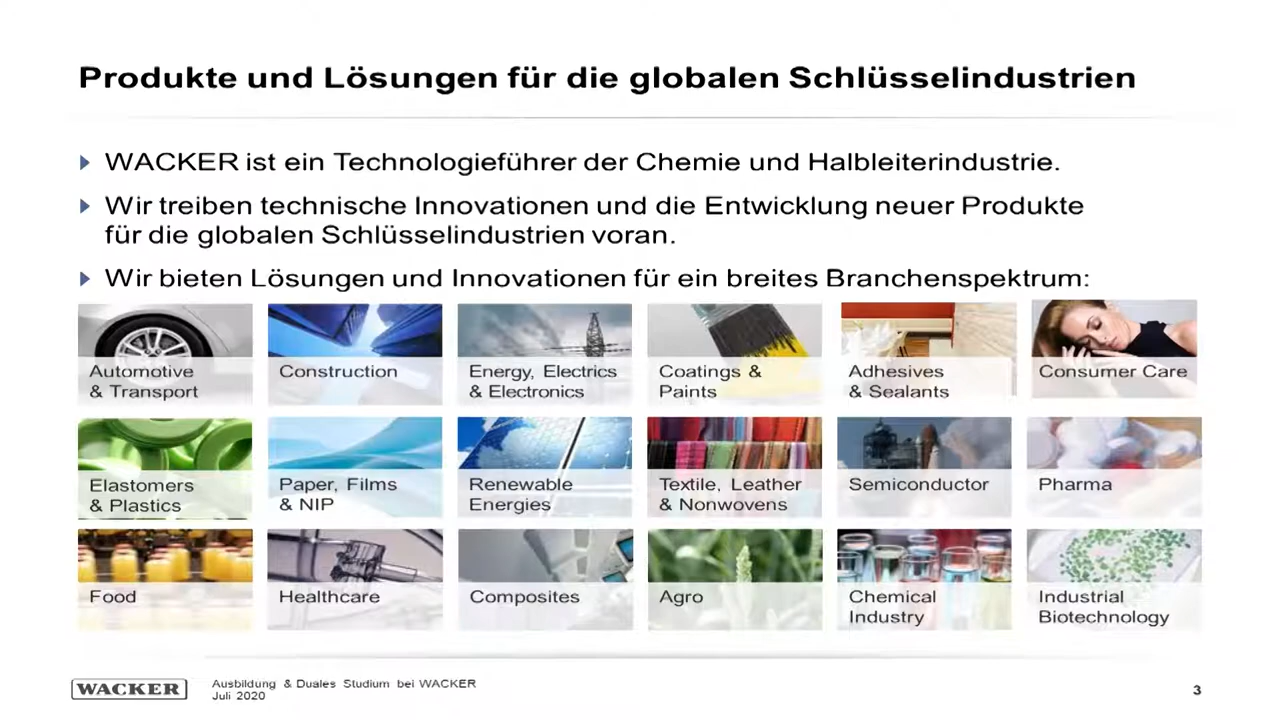 Produkte und Lösungen für die globalen Schlüsselindustrien
WACKER ist ein Technologieführer der Chemie und Halbleiterindustrie.
Wir treiben technische Innovationen und die Entwicklung neuer Produkte
für die globalen Schlüsselindustrien voran.
Wir bieten Lösungen und Innovationen für ein breites Branchenspektrum:
Automotive
& Transport
Construction
Energy, Electrics
& Electronics
Coatings &
Paints
Adhesives
& Sealants
Consumer Care
Elastomers
& Plastics
Paper, Films
& NIP
Renewable
Energies
Textile, Leather
& Nonwovens
Semiconductor
Pharma
Food
Healthcare
Composites
Agro
Chemical
Industry
Industrial
Biotechnology
WACKER
Ausbildung & Duales Studium bei WACKER
Juli 2020
3